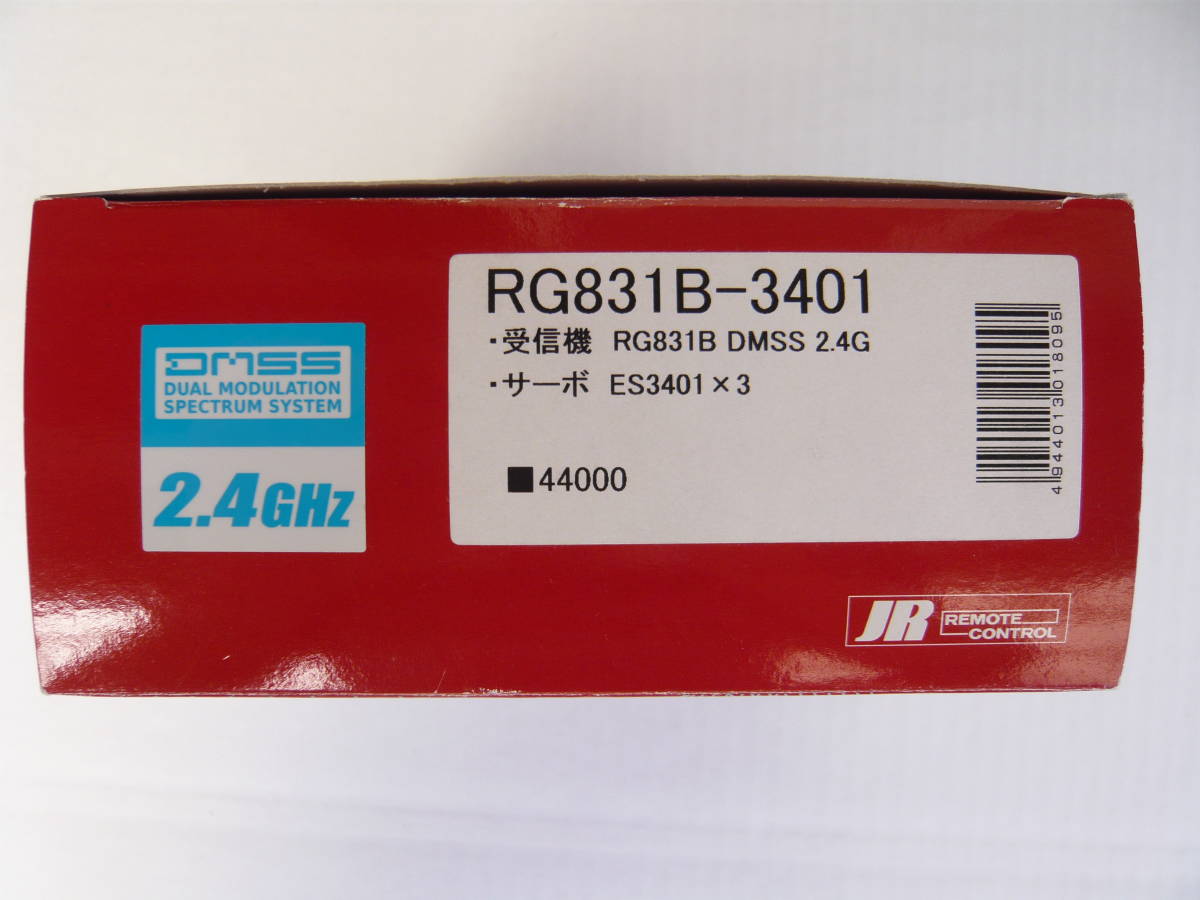 DMSS
DUAL MODULATION
SPECTRUM SYSTEM
2.4GHz
RG831B-3401
・受信機 RG831B DMSS 2.4G
・サーボ ES3401×3
■44000
4944013018095
JR REMOTE
CONTROL